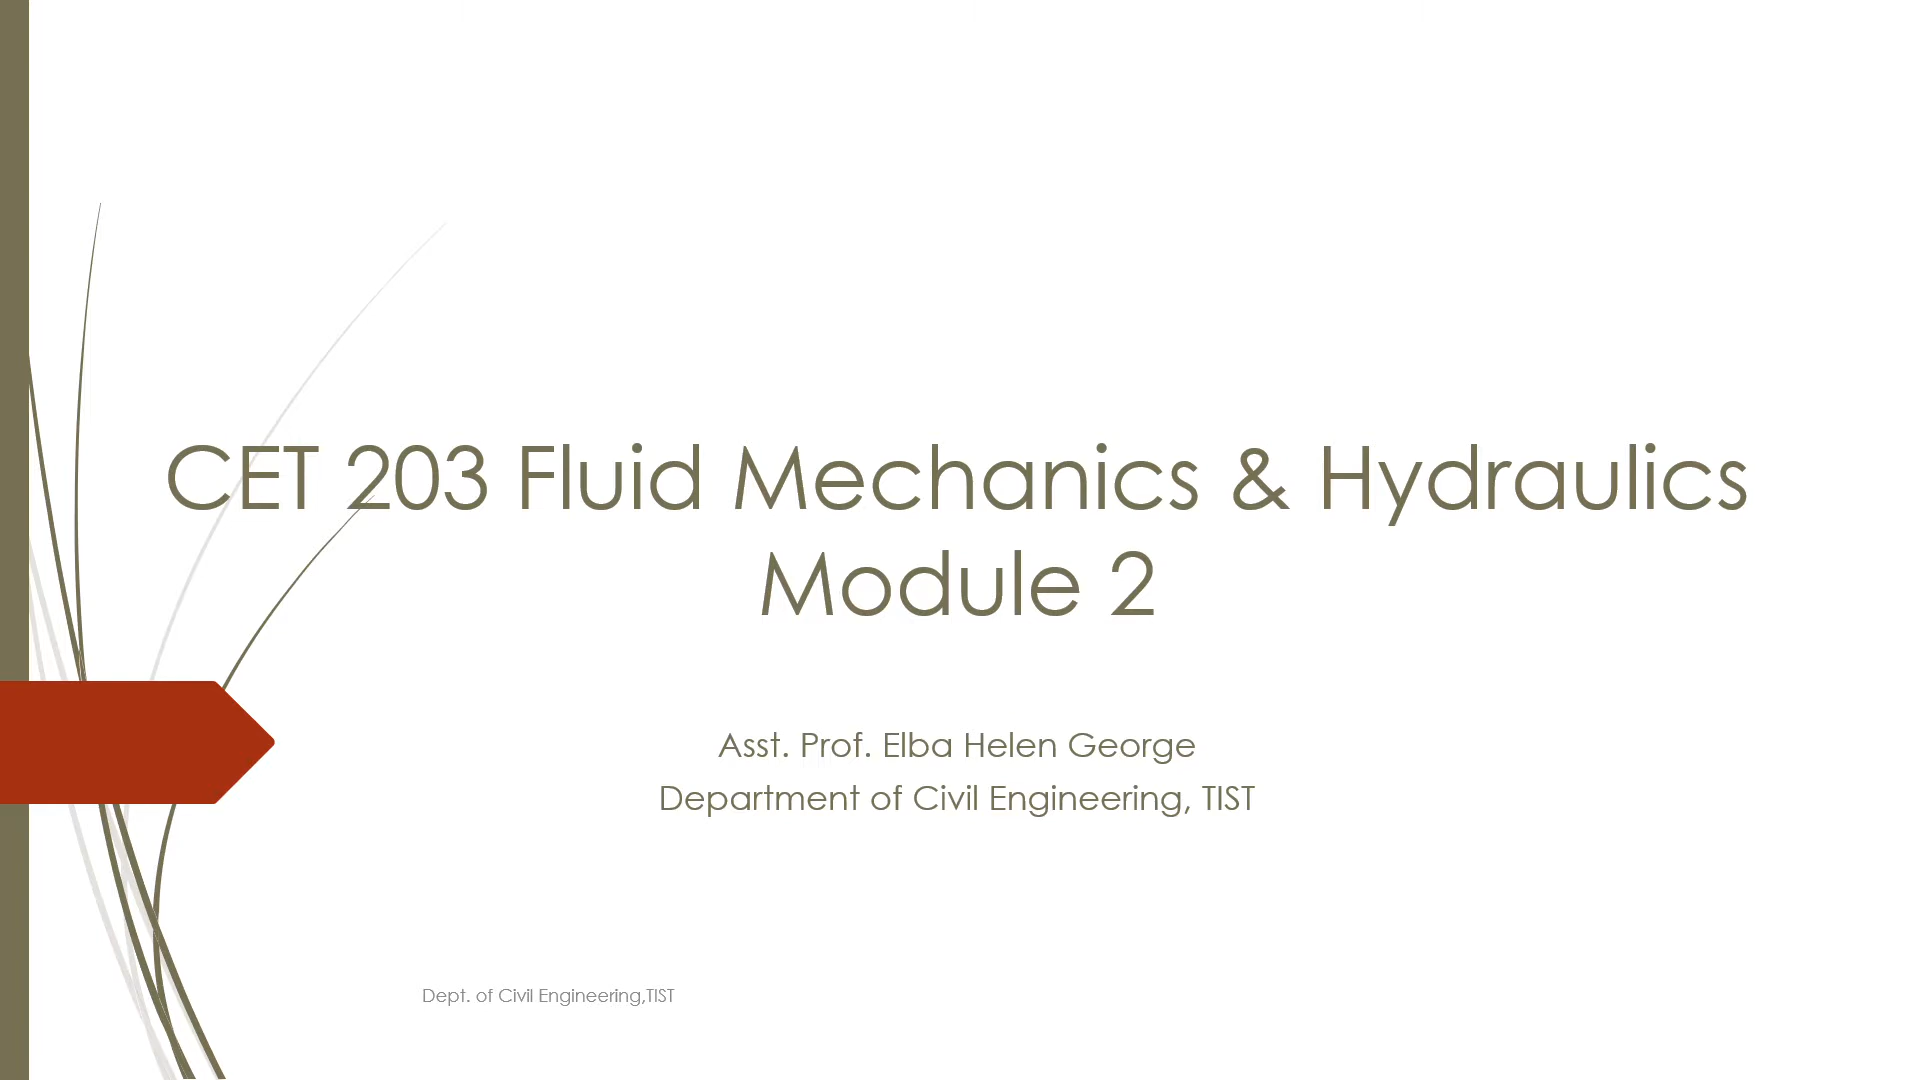 CET 203 Fluid Mechanics & Hydraulics
Module 2
Asst. Prof. Elba Helen George
Department of Civil Engineering, TIST
Dept. of Civil Engineering,TIST